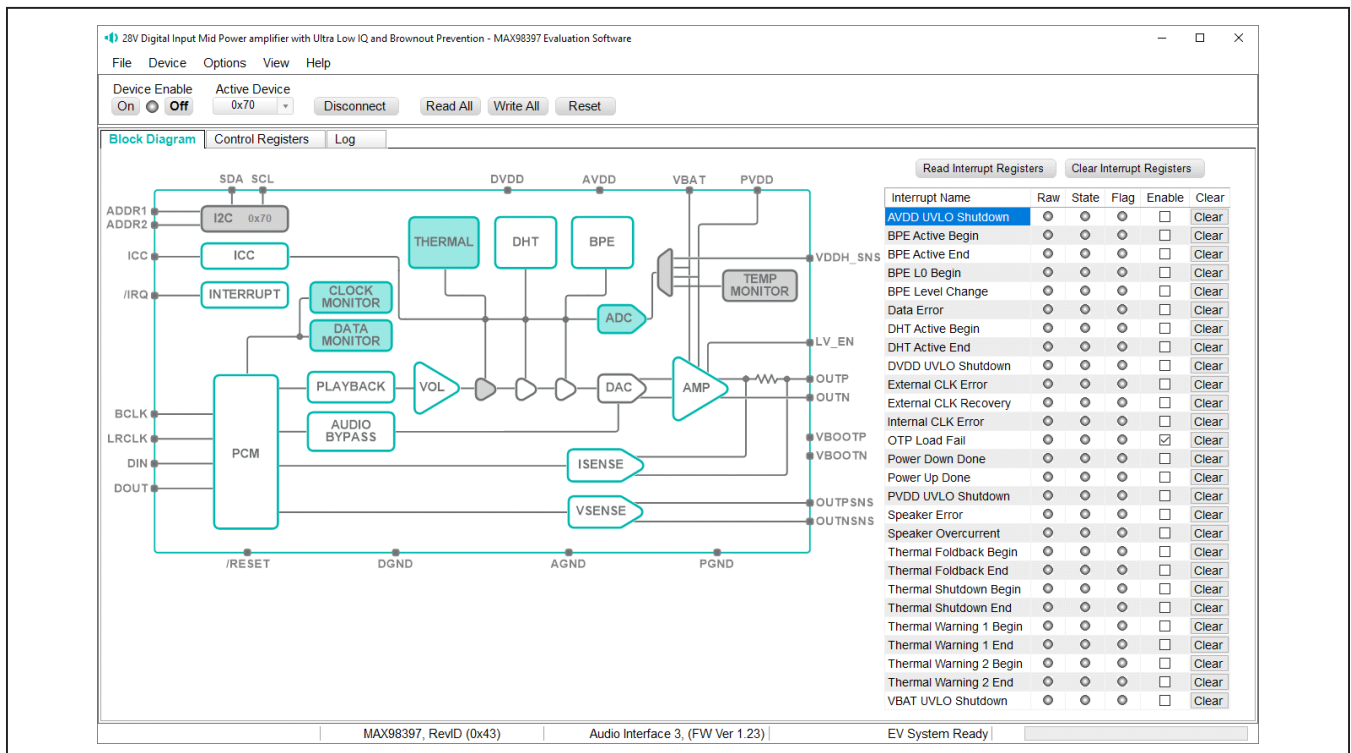 28V Digital Input Mid Power amplifier with Ultra Low IQ and Brownout Prevention - MAX98397 Evaluation Software
File Device Options View Help
Device Enable Active Device
On Off 0x70 Disconnect Read All Write All Reset
Block Diagram Control Registers Log
SDA SCL DVDD AVDD VBAT PVDD
ADDR1
ADDR2
I2C 0x70
ICC ICC
/IRQ INTERRUPT
CLOCK
MONITOR
DATA
MONITOR
THERMAL DHT BPE
ADC
TEMP
MONITOR
VDDH_SNS
LV_EN
PLAYBACK VOL DAC AMP
OUTP
OUTN
AUDIO
BYPASS
BCLK
LRCLK
DIN
DOUT
PCM
VBOOTP
VBOOTN
ISENSE
VSENSE
OUTPSNS
OUTNSNS
/RESET DGND AGND PGND
Read Interrupt Registers Clear Interrupt Registers
Interrupt Name Raw State Flag Enable Clear
AVDD UVLO Shutdown Clear
BPE Active Begin Clear
BPE Active End Clear
BPE L0 Begin Clear
BPE Level Change Clear
Data Error Clear
DHT Active Begin Clear
DHT Active End Clear
DVDD UVLO Shutdown Clear
External CLK Error Clear
External CLK Recovery Clear
Internal CLK Error Clear
OTP Load Fail Clear
Power Down Done Clear
Power Up Done Clear
PVDD UVLO Shutdown Clear
Speaker Error Clear
Speaker Overcurrent Clear
Thermal Foldback Begin Clear
Thermal Foldback End Clear
Thermal Shutdown Begin Clear
Thermal Shutdown End Clear
Thermal Warning 1 Begin Clear
Thermal Warning 1 End Clear
Thermal Warning 2 Begin Clear
Thermal Warning 2 End Clear
VBAT UVLO Shutdown Clear
MAX98397, RevID (0x43) Audio Interface 3, (FW Ver 1.23) EV System Ready